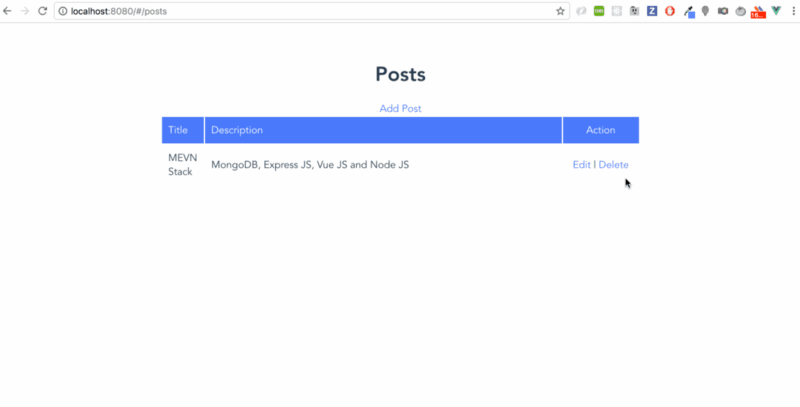 localhost:8080/#/posts
Posts
Add Post
Title Description Action
MEVN
Stack
MongoDB, Express JS, Vue JS and Node JS
Edit | Delete